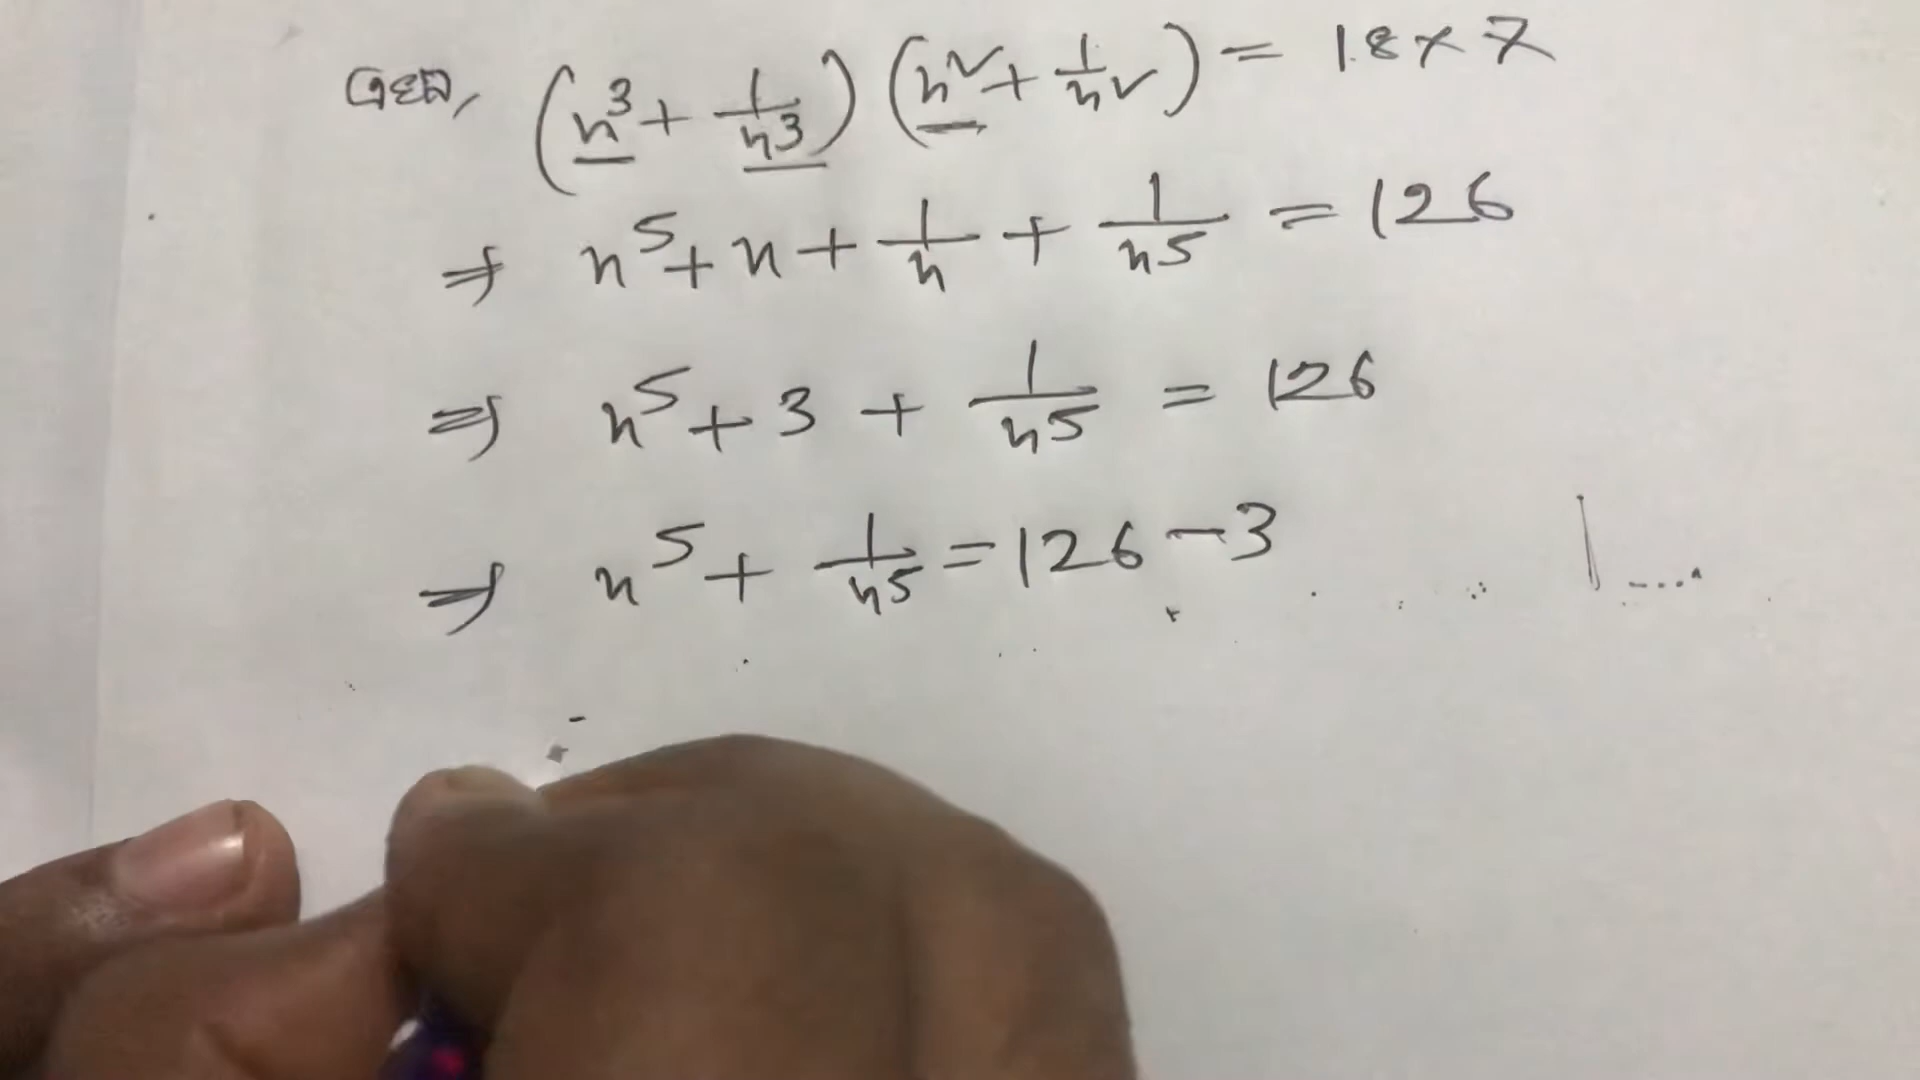 এখন, (x³ + 1/x³) (x² + 1/x²) = 18 × 7
⇒ x⁵ + x + 1/x + 1/x⁵ = 126
⇒ x⁵ + 3 + 1/x⁵ = 126
⇒ x⁵ + 1/x⁵ = 126 - 3